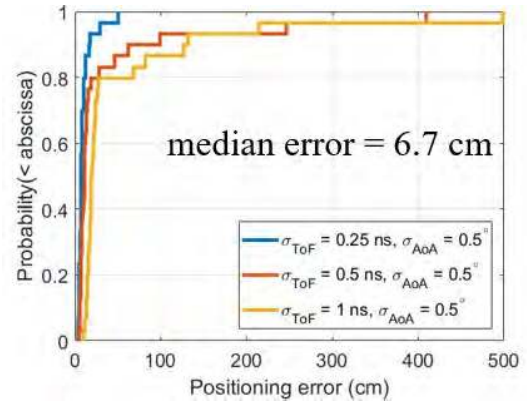 1
0.8
0.6
0.4
0.2
0
Probability(< abscissa)
median error = 6.7 cm
σToF = 0.25 ns, σAoA = 0.5°
σToF = 0.5 ns, σAoA = 0.5°
σToF = 1 ns, σAoA = 0.5°
0 100 200 300 400 500
Positioning error (cm)